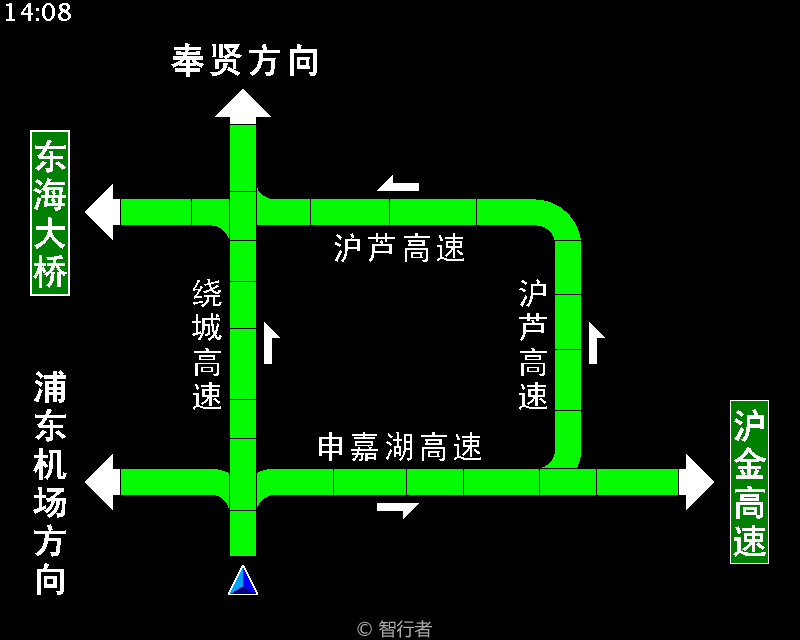 14:08
奉贤方向
东海大桥
沪芦高速
绕城高速
沪芦高速
浦东机场方向
申嘉湖高速
沪金高速
© 智行者